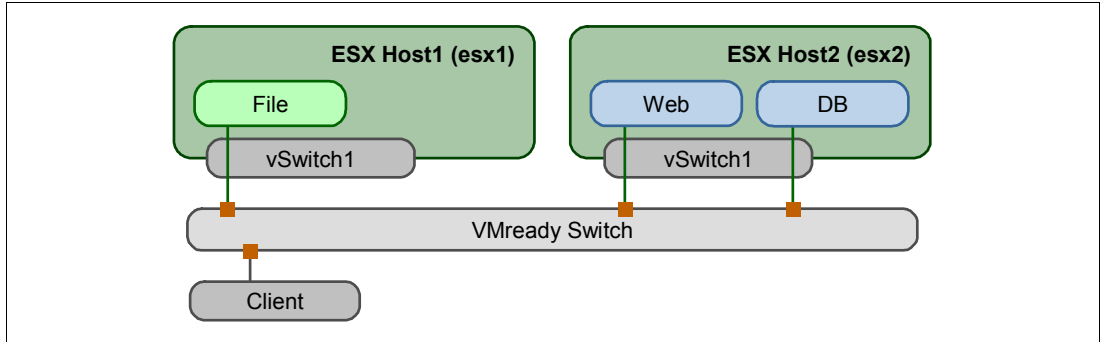 ESX Host1 (esx1)
ESX Host2 (esx2)
File
Web
DB
vSwitch1
vSwitch1
VMready Switch
Client